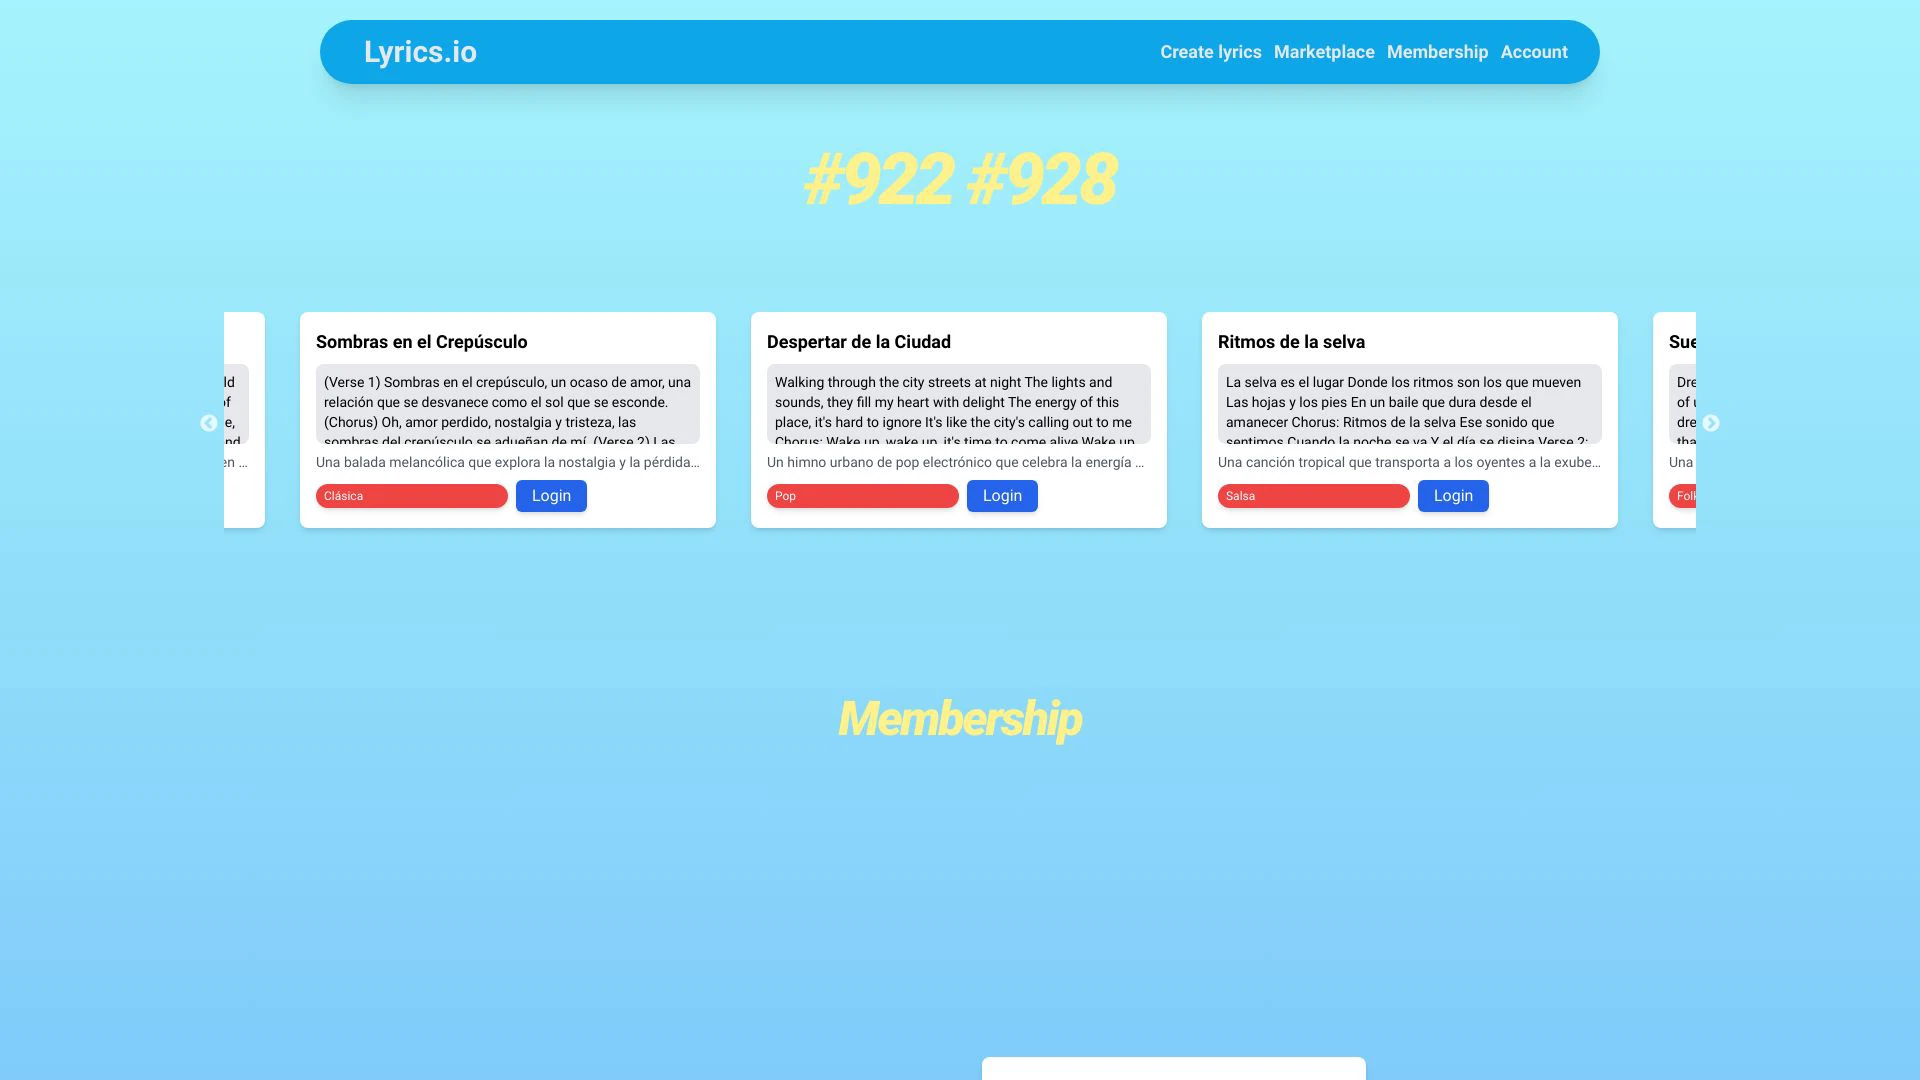 Lyrics.io
Create lyrics Marketplace Membership Account
#922 #928
ld
of
e,
nd
en ...
Sombras en el Crepúsculo
(Verse 1) Sombras en el crepúsculo, un ocaso de amor, una
relación que se desvanece como el sol que se esconde.
(Chorus) Oh, amor perdido, nostalgia y tristeza, las
sombras del crepúsculo se adueñan de mí. (Verse 2) Las
Una balada melancólica que explora la nostalgia y la pérdida...
Clásica
Login
Despertar de la Ciudad
Walking through the city streets at night The lights and
sounds, they fill my heart with delight The energy of this
place, it's hard to ignore It's like the city's calling out to me
Chorus: Wake up, wake up, it's time to come alive Wake up
Un himno urbano de pop electrónico que celebra la energía ...
Pop
Login
Ritmos de la selva
La selva es el lugar Donde los ritmos son los que mueven
Las hojas y los pies En un baile que dura desde el
amanecer Chorus: Ritmos de la selva Ese sonido que
sentimos Cuando la noche se va Y el día se disipa Verse 2:
Una canción tropical que transporta a los oyentes a la exube...
Salsa
Login
Sue
Dre
of
dre
tha
Una
Folk
Membership